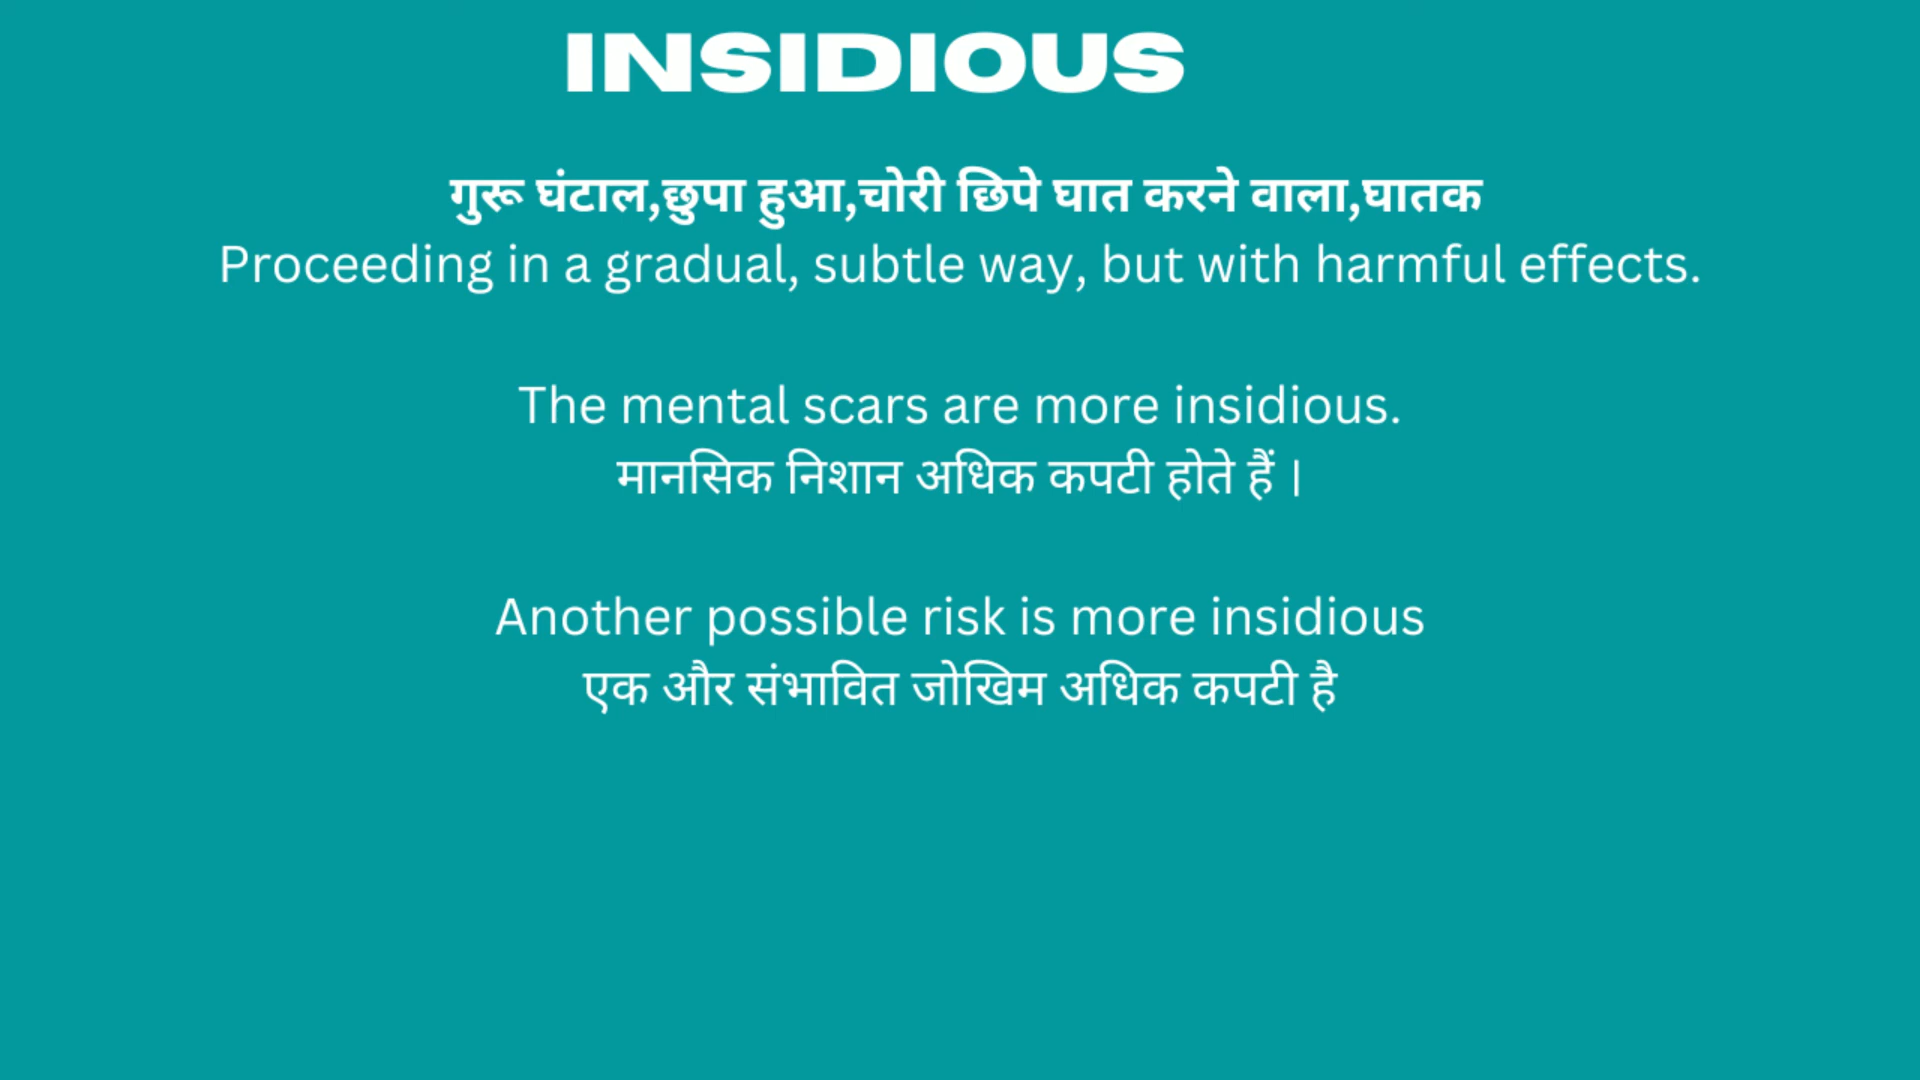 INSIDIOUS
गुरू घंटाल,छुपा हुआ,चोरी छिपे घात करने वाला,घातक
Proceeding in a gradual, subtle way, but with harmful effects.
The mental scars are more insidious.
मानसिक निशान अधिक कपटी होते हैं ।
Another possible risk is more insidious
एक और संभावित जोखिम अधिक कपटी है